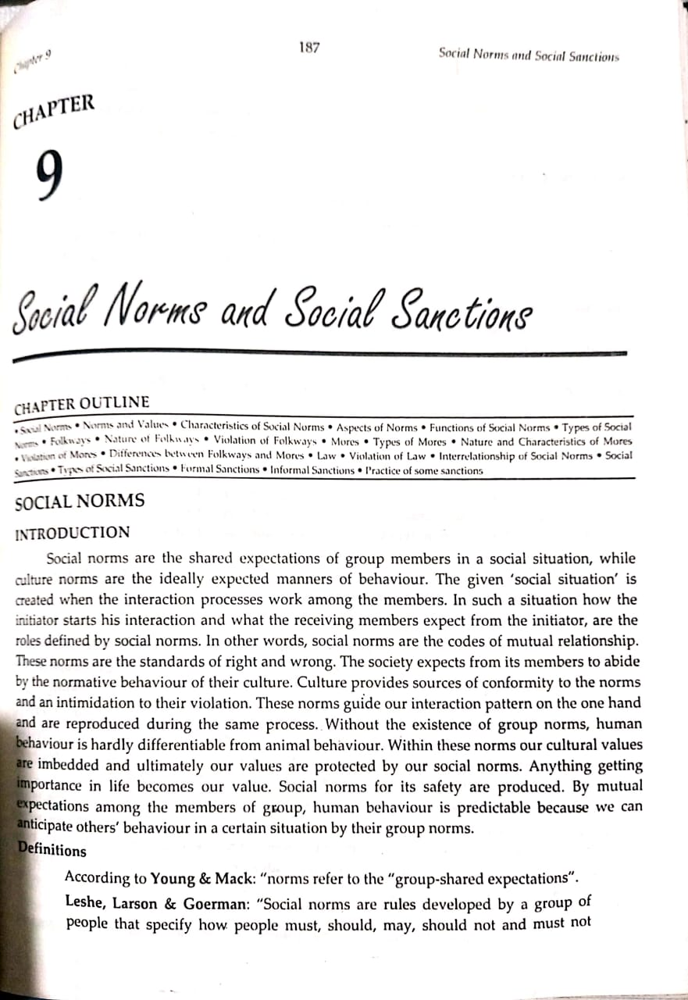 Chapter 9
187
Social Norms and Social Sanctions
CHAPTER
9
Social Norms and Social Sanctions
CHAPTER OUTLINE
• Social Norms • Norms and Values • Characteristics of Social Norms • Aspects of Norms • Functions of Social Norms • Types of Social
Norms • Folkways • Nature of Folkways • Violation of Folkways • Mores • Types of Mores • Nature and Characteristics of Mores
• Violation of Mores • Differences between Folkways and Mores • Law • Violation of Law • Interrelationship of Social Norms • Social
Sanctions • Types of Social Sanctions • Formal Sanctions • Informal Sanctions • Practice of some sanctions
SOCIAL NORMS
INTRODUCTION
Social norms are the shared expectations of group members in a social situation, while
culture norms are the ideally expected manners of behaviour. The given ‘social situation’ is
created when the interaction processes work among the members. In such a situation how the
initiator starts his interaction and what the receiving members expect from the initiator, are the
roles defined by social norms. In other words, social norms are the codes of mutual relationship.
These norms are the standards of right and wrong. The society expects from its members to abide
by the normative behaviour of their culture. Culture provides sources of conformity to the norms
and an intimidation to their violation. These norms guide our interaction pattern on the one hand
and are reproduced during the same process. Without the existence of group norms, human
behaviour is hardly differentiable from animal behaviour. Within these norms our cultural values
are imbedded and ultimately our values are protected by our social norms. Anything getting
importance in life becomes our value. Social norms for its safety are produced. By mutual
expectations among the members of group, human behaviour is predictable because we can
anticipate others’ behaviour in a certain situation by their group norms.
Definitions
According to Young & Mack: “norms refer to the “group-shared expectations”.
Leshe, Larson & Goerman: “Social norms are rules developed by a group of
people that specify how people must, should, may, should not and must not